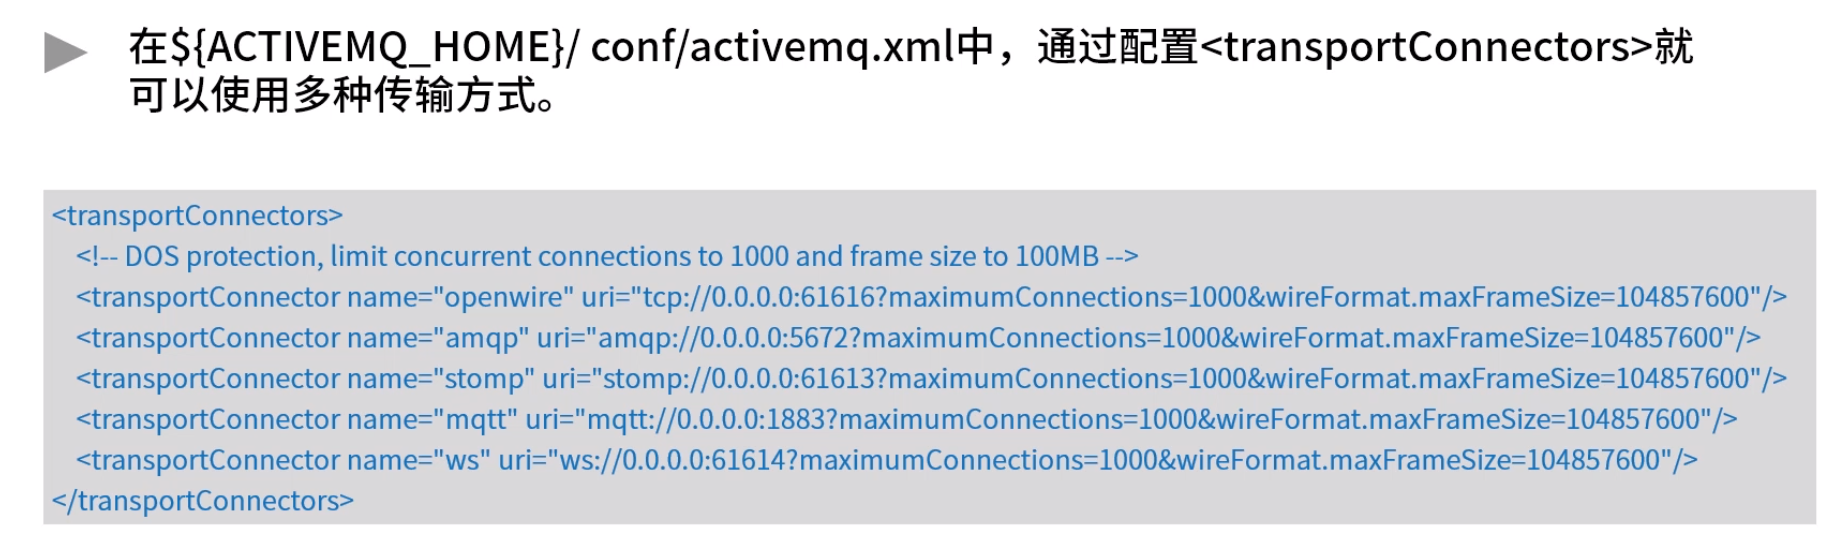 在${ACTIVEMQ_HOME}/ conf/activemq.xml中，通过配置<transportConnectors>就
可以使用多种传输方式。
<transportConnectors>
<!-- DOS protection, limit concurrent connections to 1000 and frame size to 100MB -->
<transportConnector name="openwire" uri="tcp://0.0.0.0:61616?maximumConnections=1000&wireFormat.maxFrameSize=104857600"/>
<transportConnector name="amqp" uri="amqp://0.0.0.0:5672?maximumConnections=1000&wireFormat.maxFrameSize=104857600"/>
<transportConnector name="stomp" uri="stomp://0.0.0.0:61613?maximumConnections=1000&wireFormat.maxFrameSize=104857600"/>
<transportConnector name="mqtt" uri="mqtt://0.0.0.0:1883?maximumConnections=1000&wireFormat.maxFrameSize=104857600"/>
<transportConnector name="ws" uri="ws://0.0.0.0:61614?maximumConnections=1000&wireFormat.maxFrameSize=104857600"/>
</transportConnectors>